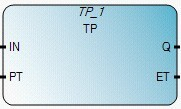 TP_1
TP
IN Q
PT ET